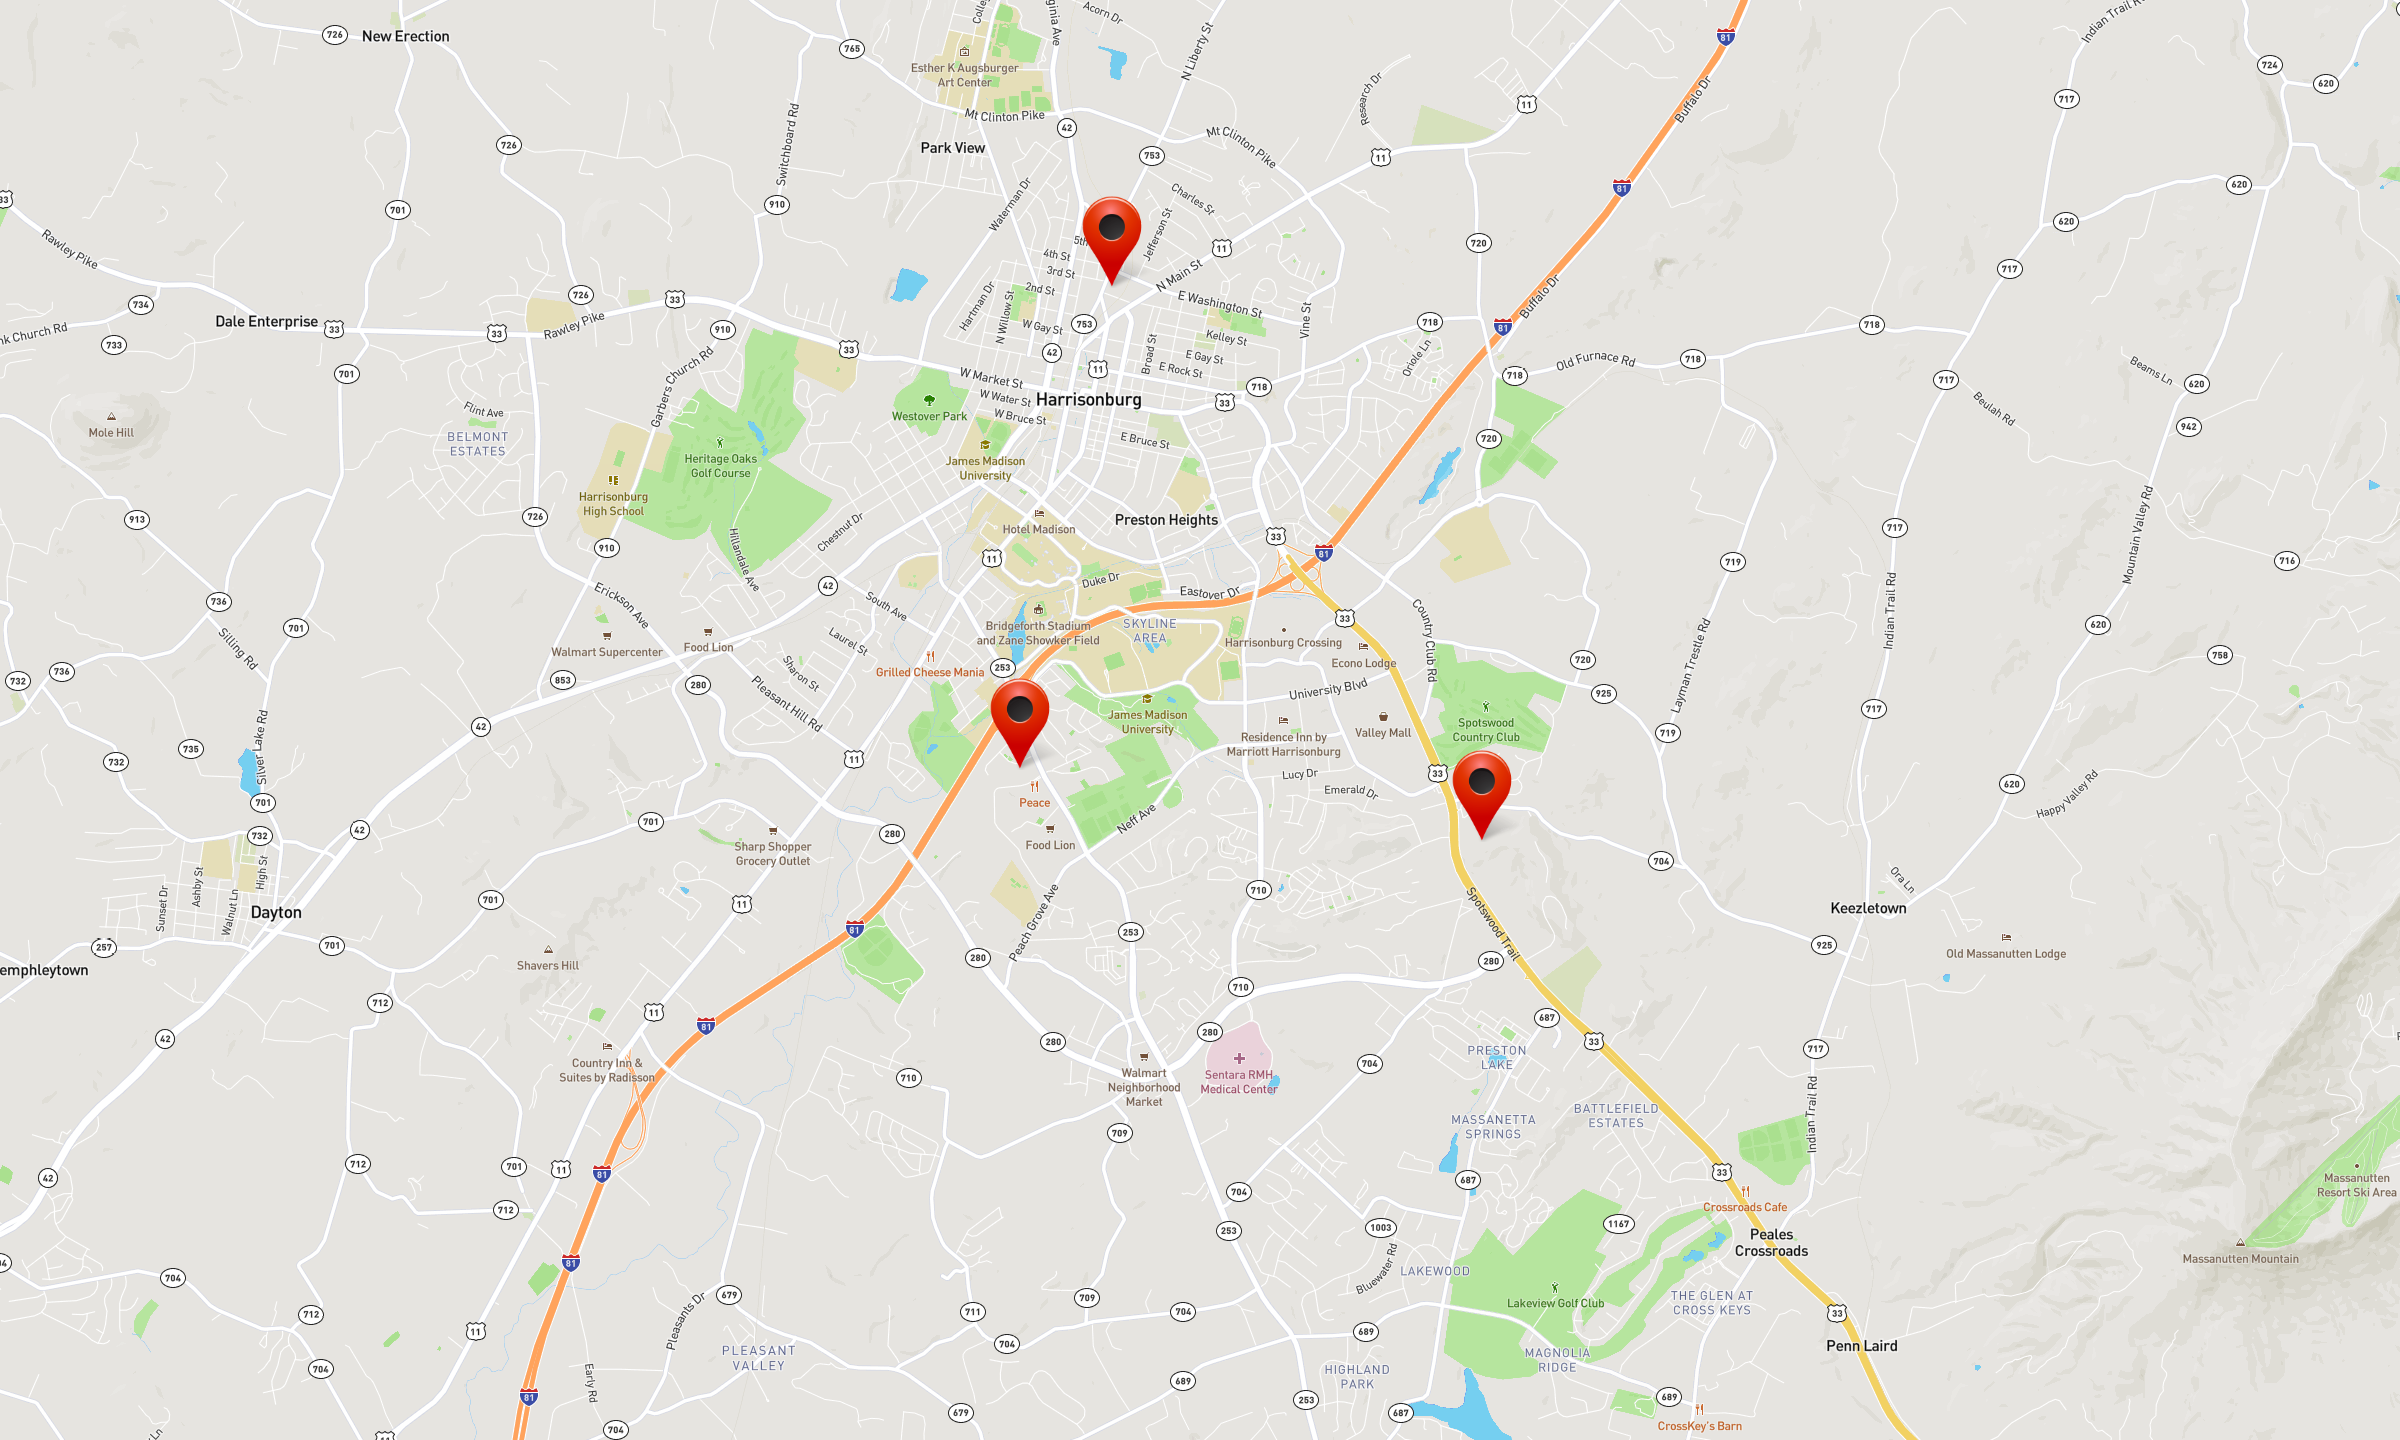 726
New Erection
765
Colleg
ginia Ave
Acorn Dr
N Liberty St
81
Indian Trail Rd
724
620
Esther K Augsburger
Art Center
Mt Clinton Pike
42
Research Dr
11
Buffalo Dr
717
Park View
726
Switchboard Rd
753
Mt Clinton Pike
11
33
701
910
Waterman Dr
Charles St
81
620
620
Rawley Pike
4th St
5th
Jefferson St
11
720
3rd St
2nd St
N Main St
717
734
Dale Enterprise
33
726
33
33
Rawley Pike
910
Hartman Dr
N Willow St
E Washington St
Buffalo Dr
nk Church Rd
733
W Gay St
753
Broad St
Kelley St
Vine St
718
81
718
701
33
42
11
E Gay St
E Rock St
Oriole Ln
718
Old Furnace Rd
718
Beams Ln
Garbers Church Rd
W Market St
W Water St
W Bruce St
Harrisonburg
718
33
717
620
Flint Ave
Westover Park
Beulah Rd
942
Mole Hill
BELMONT
ESTATES
Heritage Oaks
Golf Course
E Bruce St
720
James Madison
University
Harrisonburg
High School
913
726
Hotel Madison
Preston Heights
717
Mountain Valley Rd
910
Hillandale Ave
Chestnut Dr
11
33
81
719
716
736
Erickson Ave
42
South Ave
Duke Dr
Eastover Dr
Country Club Rd
Indian Trail Rd
701
Silling Rd
Walmart Supercenter
Food Lion
Laurel St
Bridgeforth Stadium
and Zane Showker Field
SKYLINE
AREA
33
Harrisonburg Crossing
620
732
736
853
280
Sharon St
Grilled Cheese Mania
253
Econo Lodge
720
758
Pleasant Hill Rd
University Blvd
925
Layman Trestle Rd
42
James Madison
University
Residence Inn by
Marriott Harrisonburg
Valley Mall
Spotswood
Country Club
719
717
735
732
Silver Lake Rd
11
Lucy Dr
33
Emerald Dr
620
Happy Valley Rd
701
Peace
42
732
701
280
Neff Ave
Sharp Shopper
Grocery Outlet
Food Lion
704
Sunset Dr
Ashby St
Walnut Ln
High St
701
11
710
Ora Ln
Dayton
81
Peach Grove Ave
253
Spotswood Trail
Keezletown
257
701
925
Old Massanutten Lodge
emphleytown
Shavers Hill
280
280
712
710
11
81
687
42
280
280
33
Country Inn &
Suites by Radisson
Walmart
Neighborhood
Market
Sentara RMH
Medical Center
704
PRESTON
LAKE
717
710
709
MASSANETTA
SPRINGS
BATTLEFIELD
ESTATES
Indian Trail Rd
42
712
701
11
81
687
33
Massanutten
Resort Ski Area
712
704
Crossroads Cafe
253
1003
1167
Peales
Crossroads
Massanutten Mountain
704
81
Bluewater Rd
LAKEWOOD
679
Pleasants Dr
709
Lakeview Golf Club
THE GLEN AT
CROSS KEYS
712
711
704
33
11
704
689
Penn Laird
PLEASANT
VALLEY
MAGNOLIA
RIDGE
704
Early Rd
689
HIGHLAND
PARK
81
253
689
679
687
CrossKey's Barn
704
11
Ln